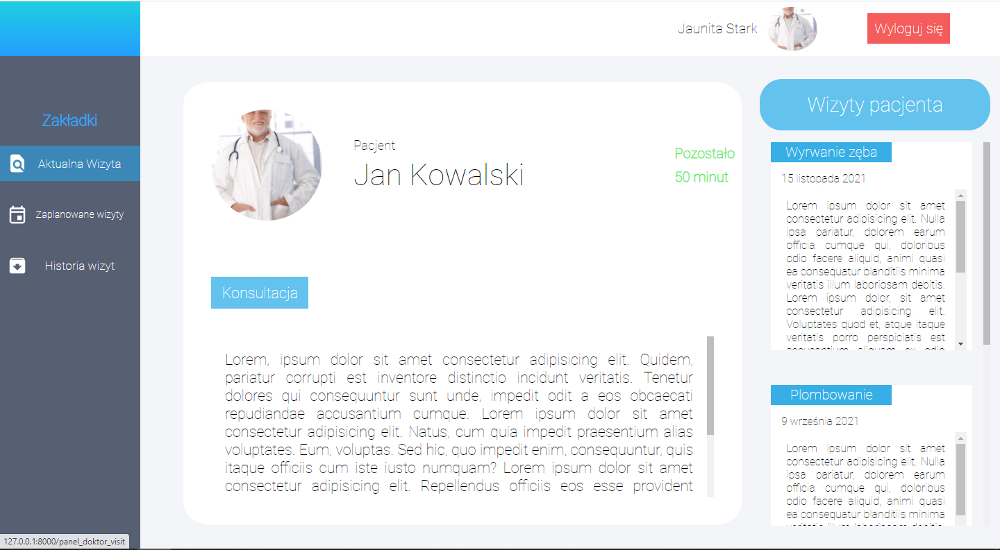 Jaunita Stark
Wyloguj się
Zakładki
Aktualna Wizyta
Zaplanowane wizyty
Historia wizyt
Pacjent
Jan Kowalski
Pozostało
50 minut
Konsultacja
Lorem, ipsum dolor sit amet consectetur adipisicing elit. Quidem,
pariatur corrupti est inventore distinctio incidunt veritatis. Tenetur
dolores qui consequuntur sunt unde, impedit odit a eos obcaecati
repudiandae accusantium cumque. Lorem ipsum dolor sit amet
consectetur adipisicing elit. Natus, cum quia impedit praesentium alias
voluptates. Eum, voluptas. Sed hic, quo impedit enim, consequuntur, quis
itaque officiis cum iste iusto numquam? Lorem ipsum dolor sit amet
consectetur adipisicing elit. Repellendus officiis eos esse provident
Wizyty pacjenta
Wyrwanie zęba
15 listopada 2021
Lorem ipsum dolor sit amet
consectetur adipisicing elit. Nulla
ipsa pariatur, dolorem earum
officia cumque qui, doloribus
odio facere aliquid, animi quasi
ea consequatur blanditiis minima
veritatis illum laboriosam debitis.
Lorem ipsum dolor, sit amet
consectetur adipisicing elit.
Voluptates quod et, atque itaque
veritatis porro perspiciatis est
accusantium aliquam ex odio
Plombowanie
9 września 2021
Lorem ipsum dolor sit amet
consectetur adipisicing elit. Nulla
ipsa pariatur, dolorem earum
officia cumque qui, doloribus
odio facere aliquid, animi quasi
ea consequatur blanditiis minima
veritatis illum laboriosam debitis.
127.0.0.1:8000/panel_doktor_visit